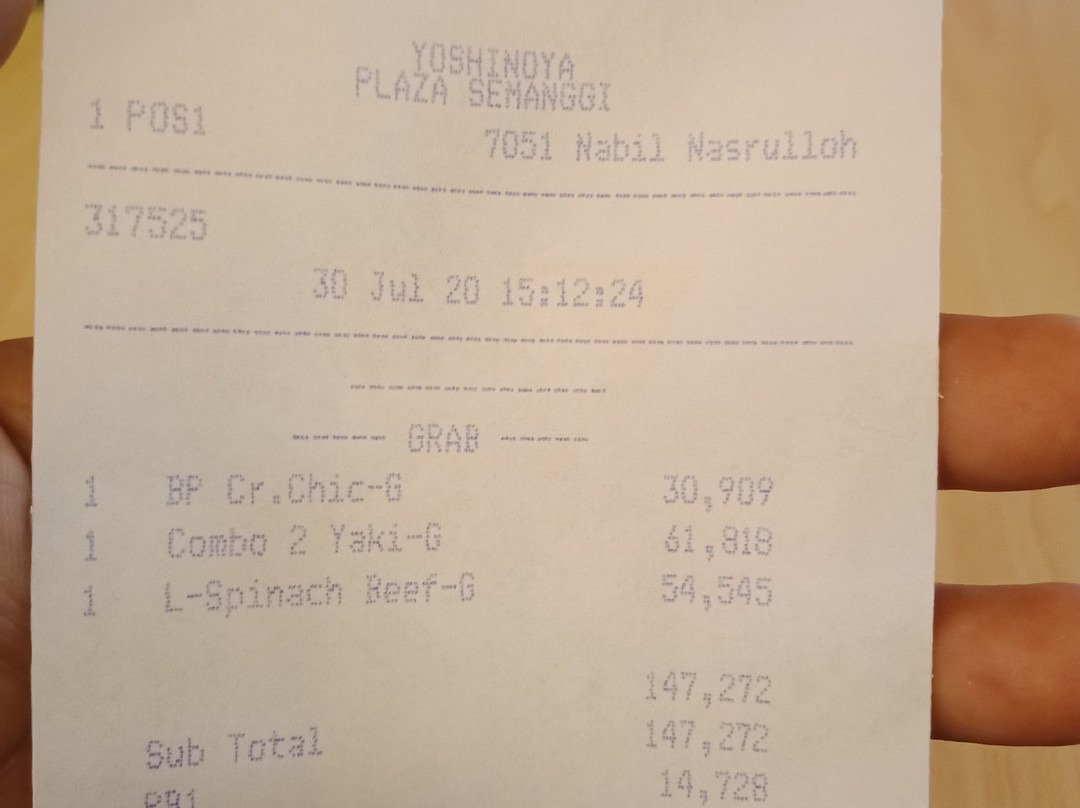 YOSHINOYA
PLAZA SEMANGGI
1 POS1
7051 Nabil Nasrulloh
317525
30 Jul 20 15:12:24
GRAB
1 BP Cr.Chic-G 30,909
1 Combo 2 Yaki-G 61,818
1 L-Spinach Beef-G 54,545
147,272
Sub Total 147,272
PB1 14,728